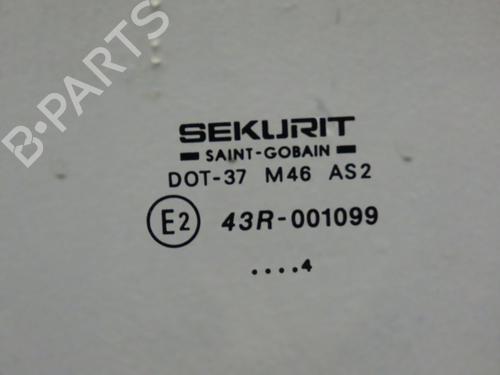 B-PARTS
SEKURIT
SAINT-GOBAIN
DOT-37 M46 AS2
E2 43R-001099
....4